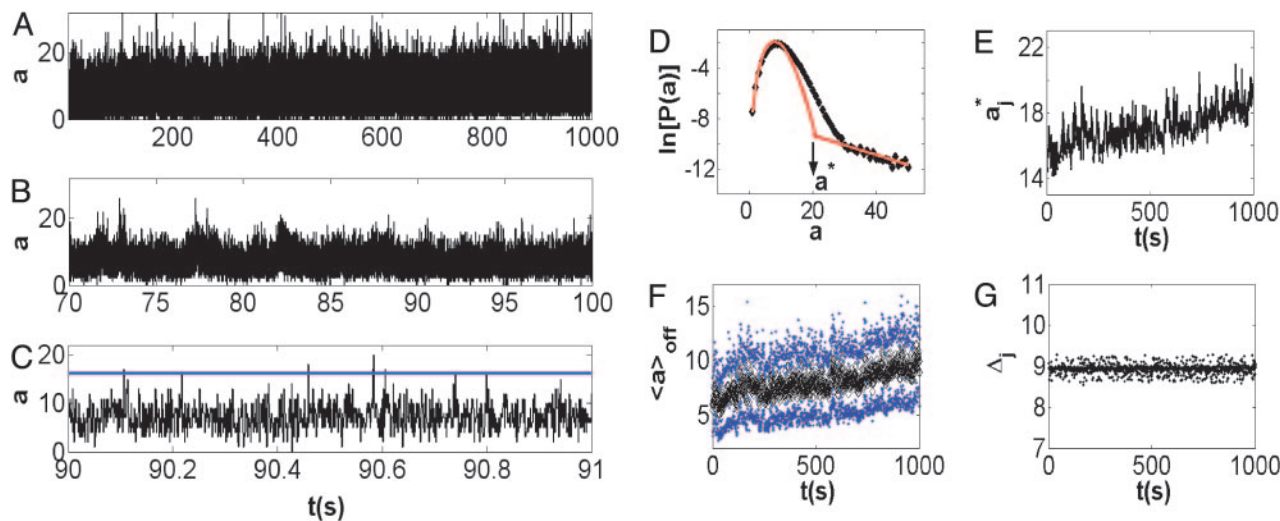 A
a
20
0
200 400 600 800 1000
B
a
20
0
70 75 80 85 90 95 100
C
a
20
10
0
90 90.2 90.4 90.6 90.8 91
t(s)
D
ln[P(a)]
-4
-8
-12
a*
0 20 40
a
E
a*j
22
18
14
0 500 1000
t(s)
F
<a>off
15
10
5
0 500 1000
t(s)
G
Δj
11
10
9
8
7
0 500 1000
t(s)